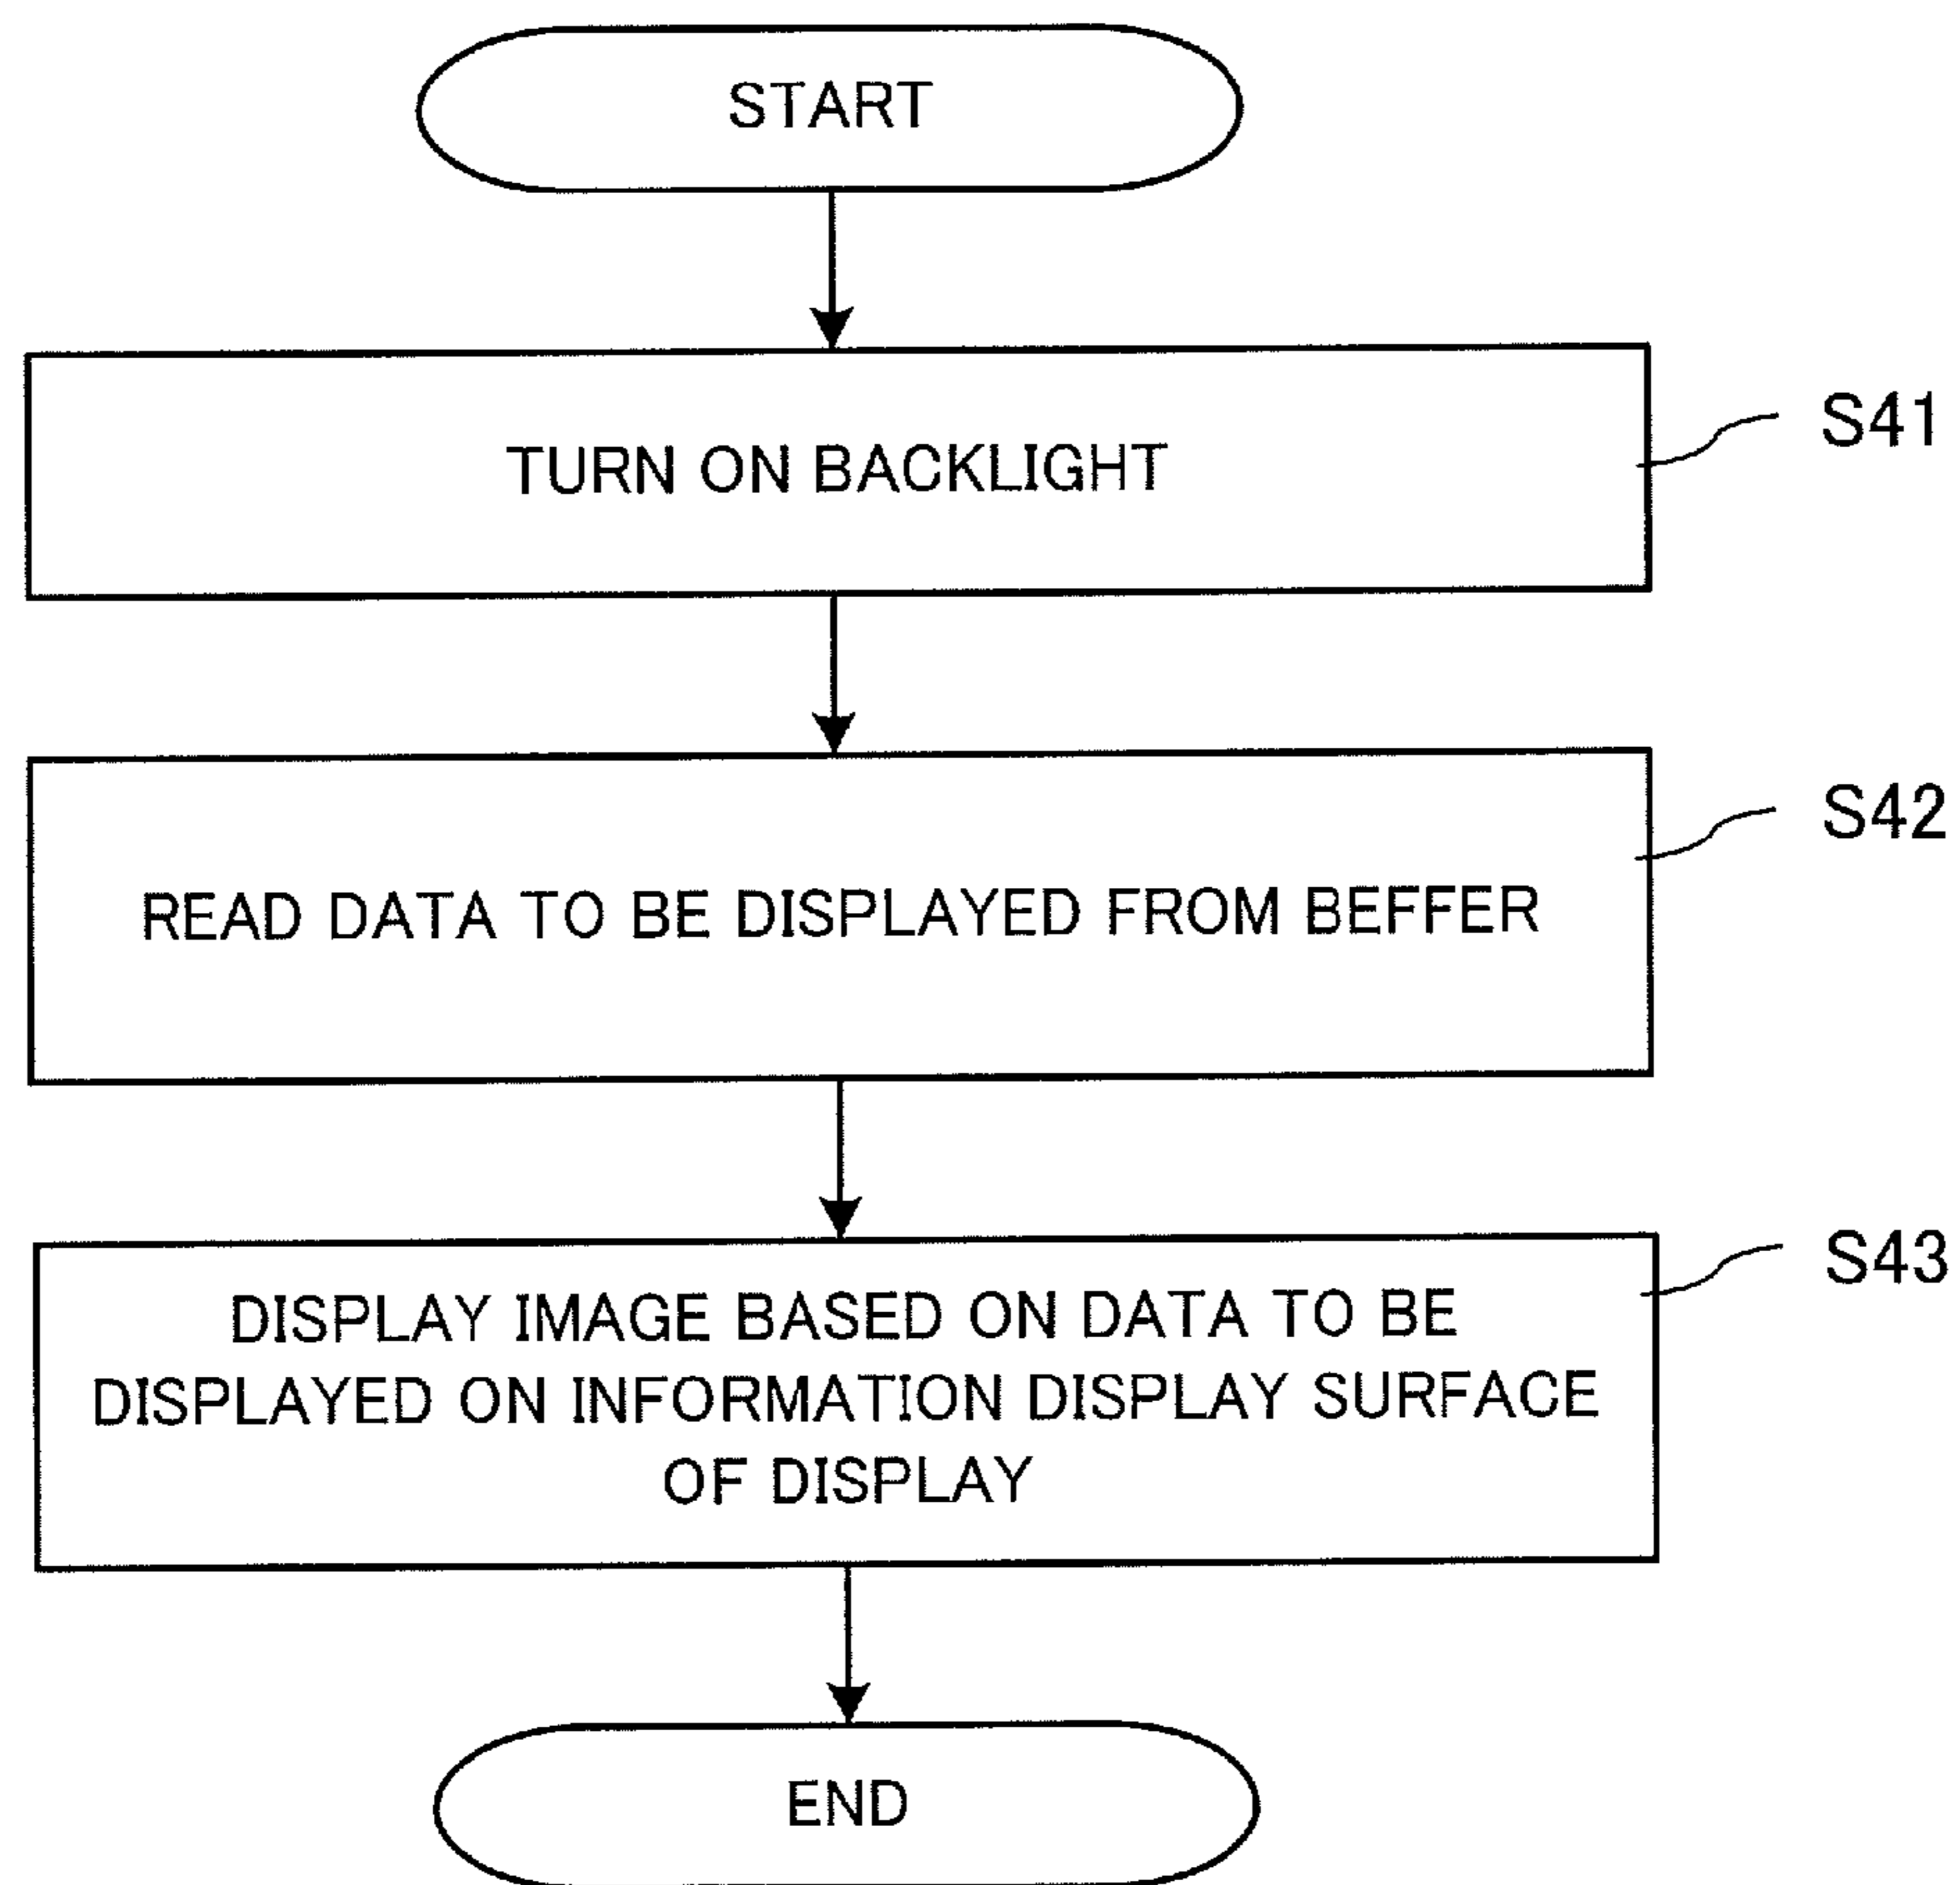 START
TURN ON BACKLIGHT
S41
READ DATA TO BE DISPLAYED FROM BEFFER
S42
DISPLAY IMAGE BASED ON DATA TO BE
DISPLAYED ON INFORMATION DISPLAY SURFACE
OF DISPLAY
S43
END